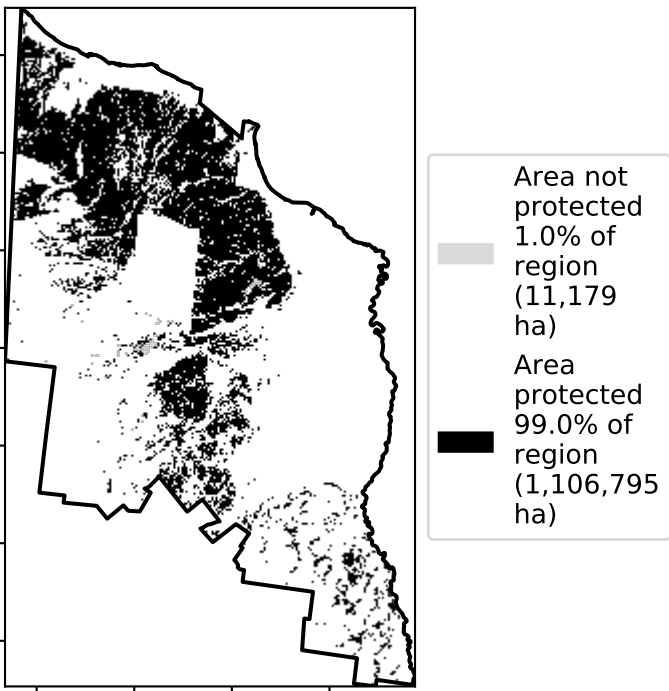 Area not
protected
1.0% of
region
(11,179
ha)
Area
protected
99.0% of
region
(1,106,795
ha)